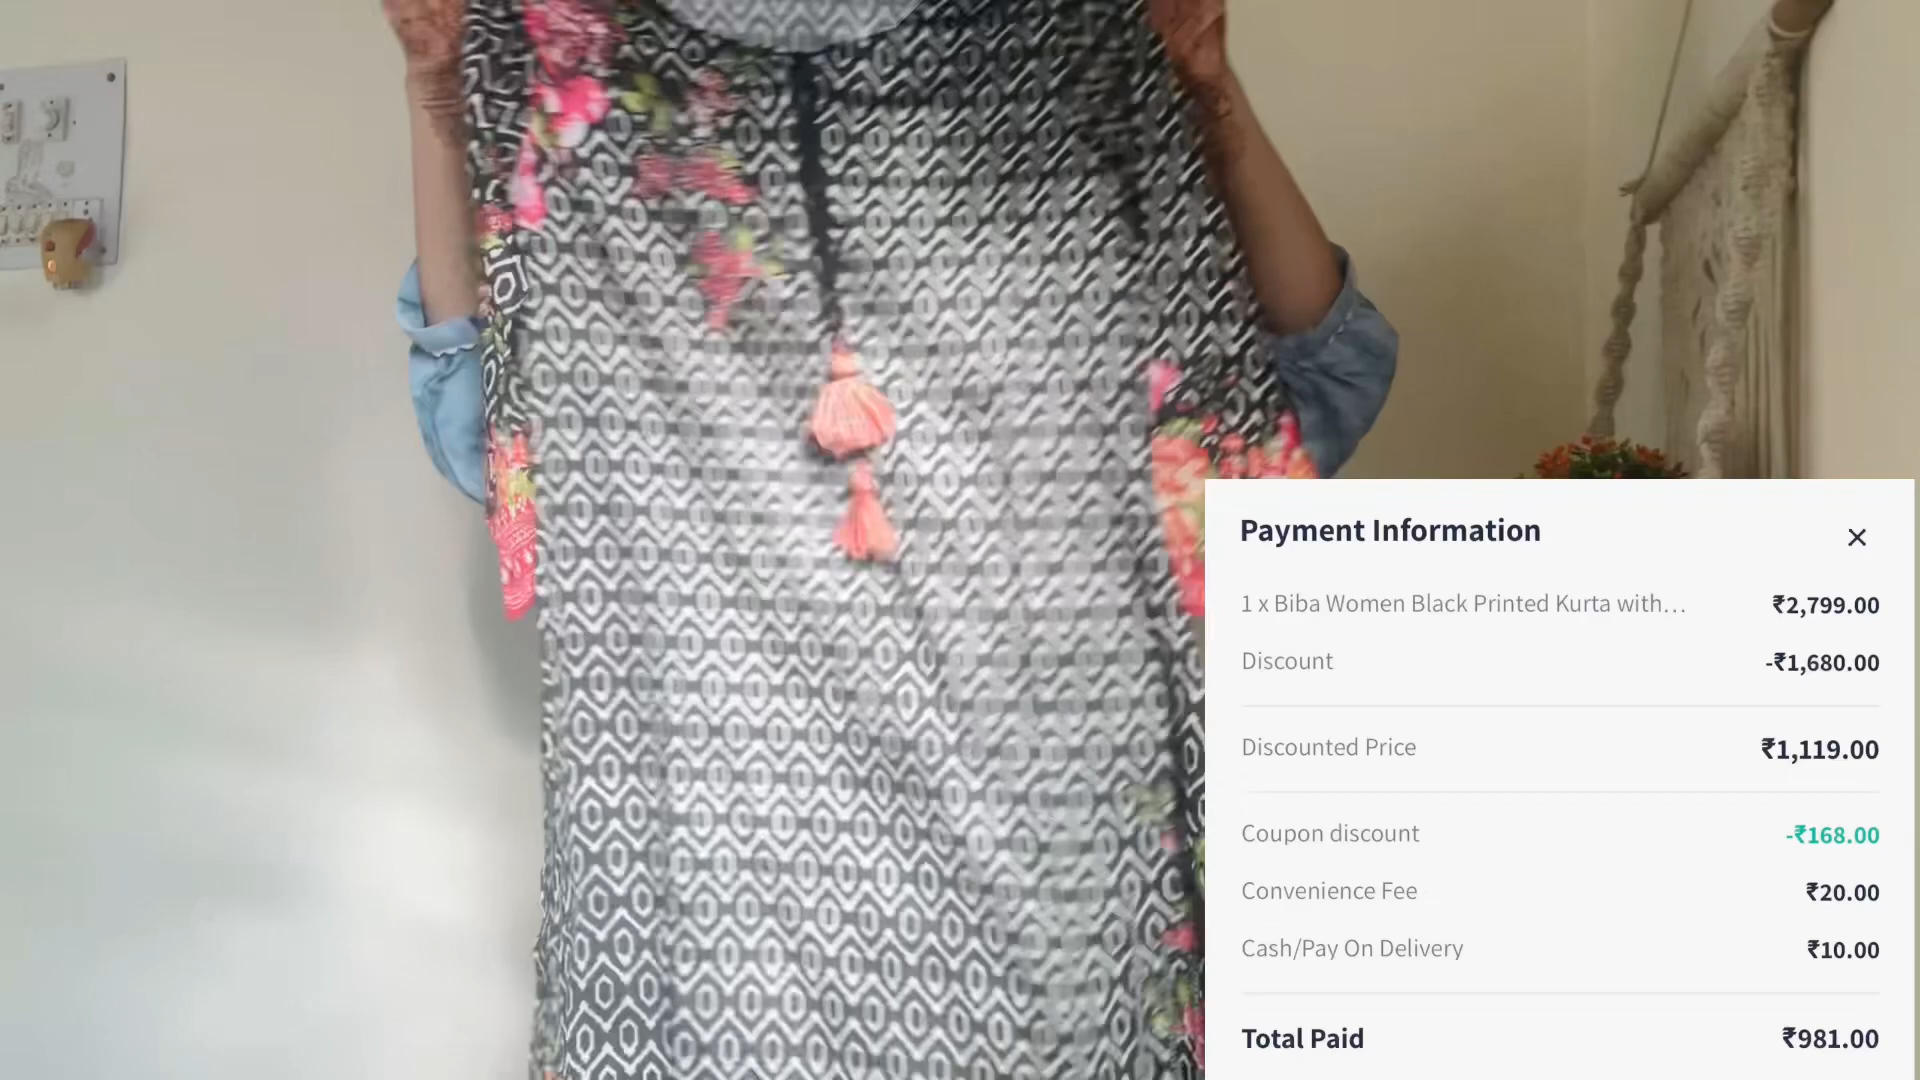 Payment Information
1 x Biba Women Black Printed Kurta with... ₹2,799.00
Discount -₹1,680.00
Discounted Price ₹1,119.00
Coupon discount -₹168.00
Convenience Fee ₹20.00
Cash/Pay On Delivery ₹10.00
Total Paid ₹981.00